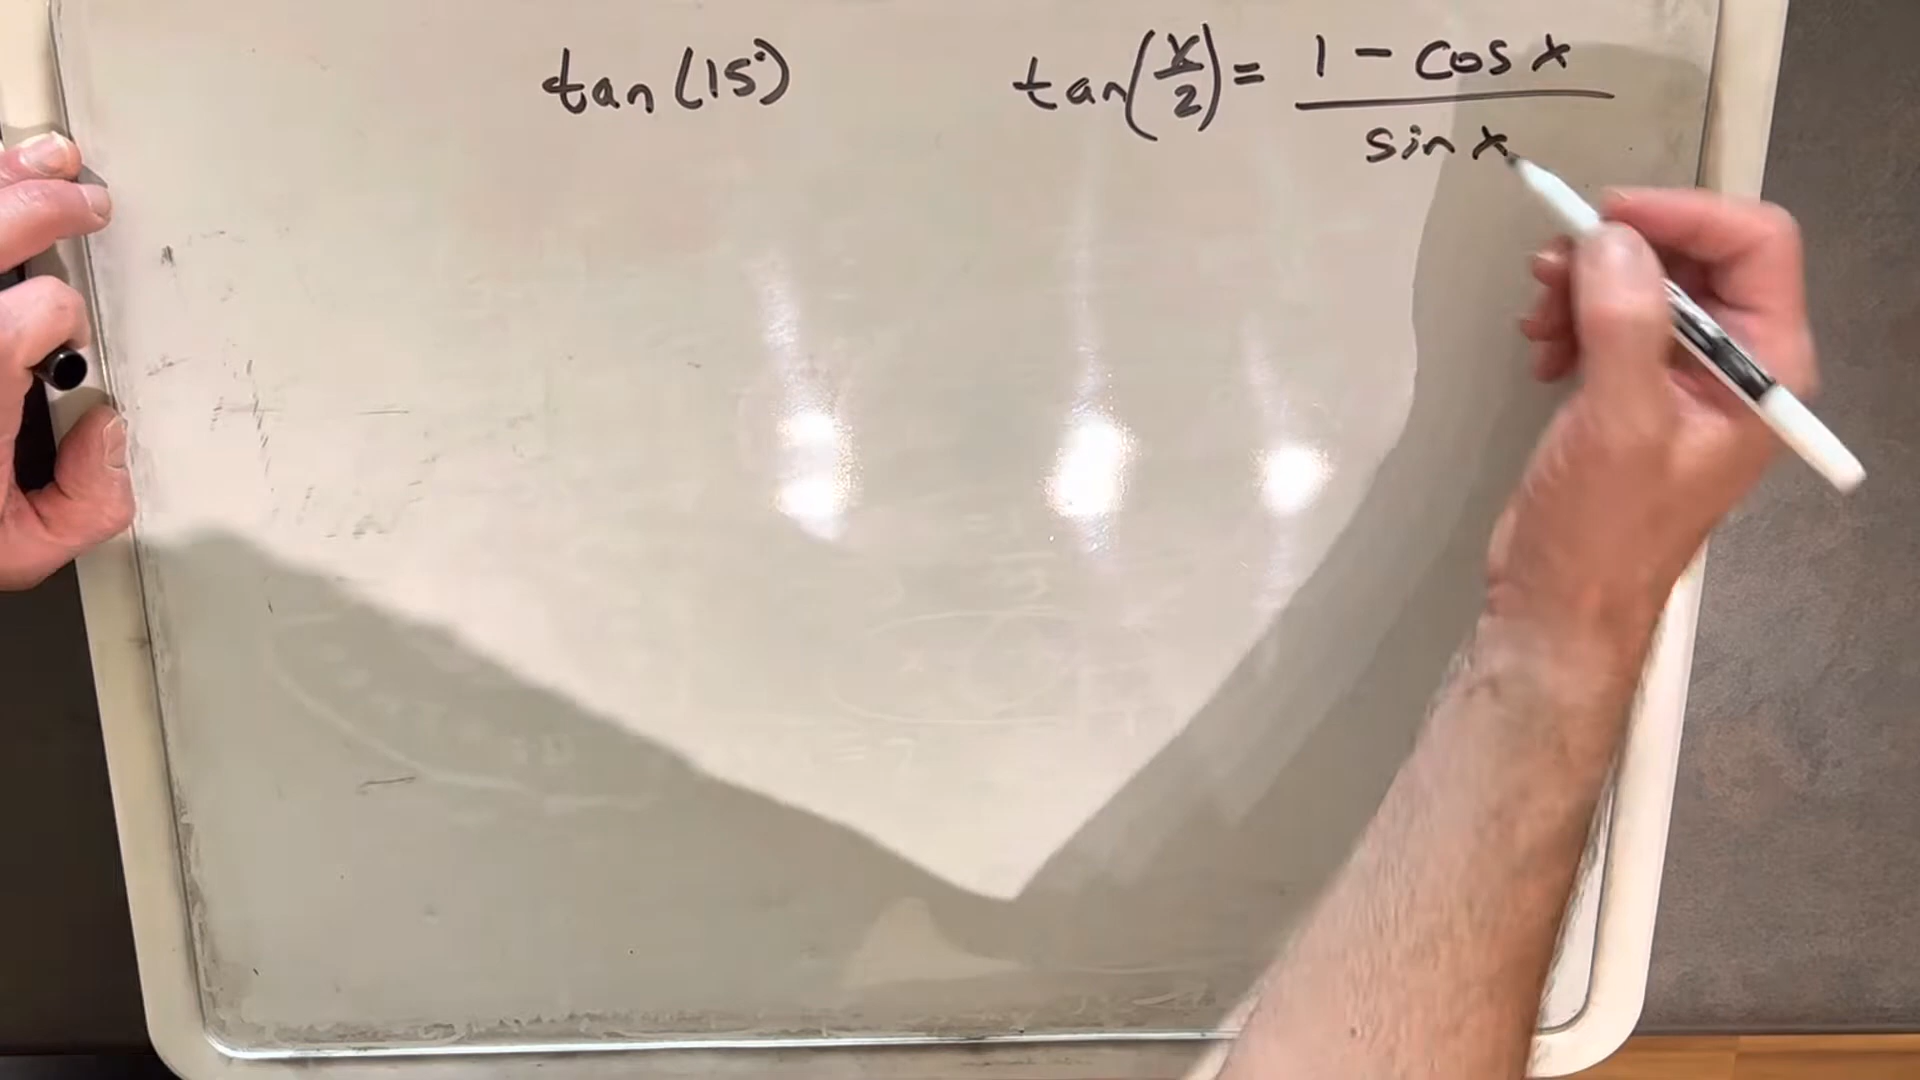 tan(15°)
tan(x/2) = 1 - cos x
sin x